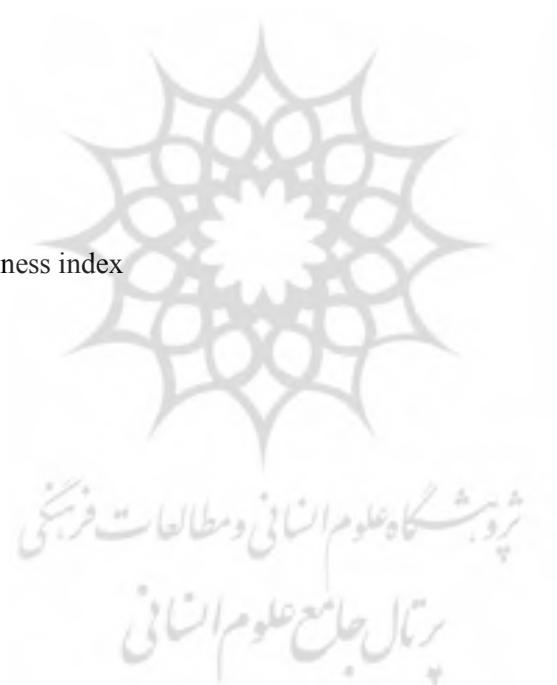 ness index
پژوهشگاه علوم انسانی و مطالعات فرهنگی
پرتال جامع علوم انسانی